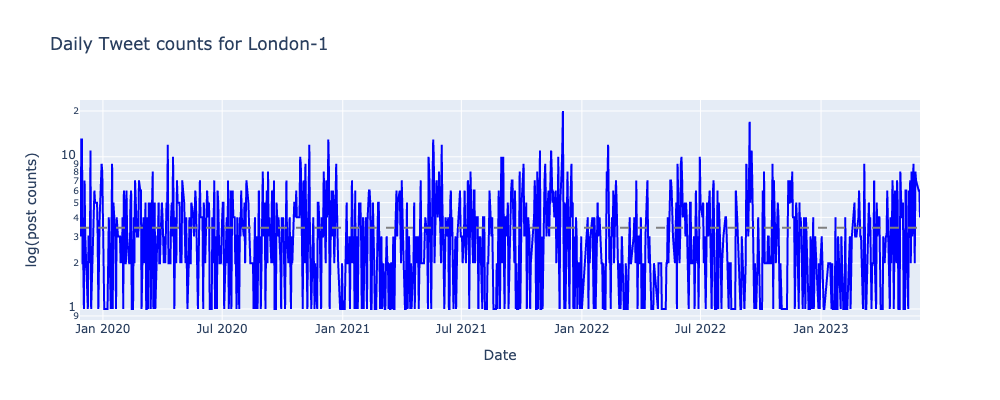 Daily Tweet counts for London-1
log(post counts)
2
10
9
8
7
6
5
4
3
2
1
9
Jan 2020
Jul 2020
Jan 2021
Jul 2021
Jan 2022
Jul 2022
Jan 2023
Date